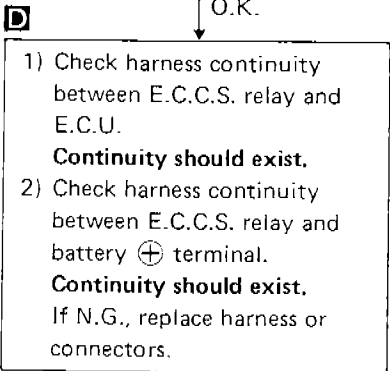 D
O.K.
1) Check harness continuity
between E.C.C.S. relay and
E.C.U.
Continuity should exist.
2) Check harness continuity
between E.C.C.S. relay and
battery ⊕ terminal.
Continuity should exist.
If N.G., replace harness or
connectors.